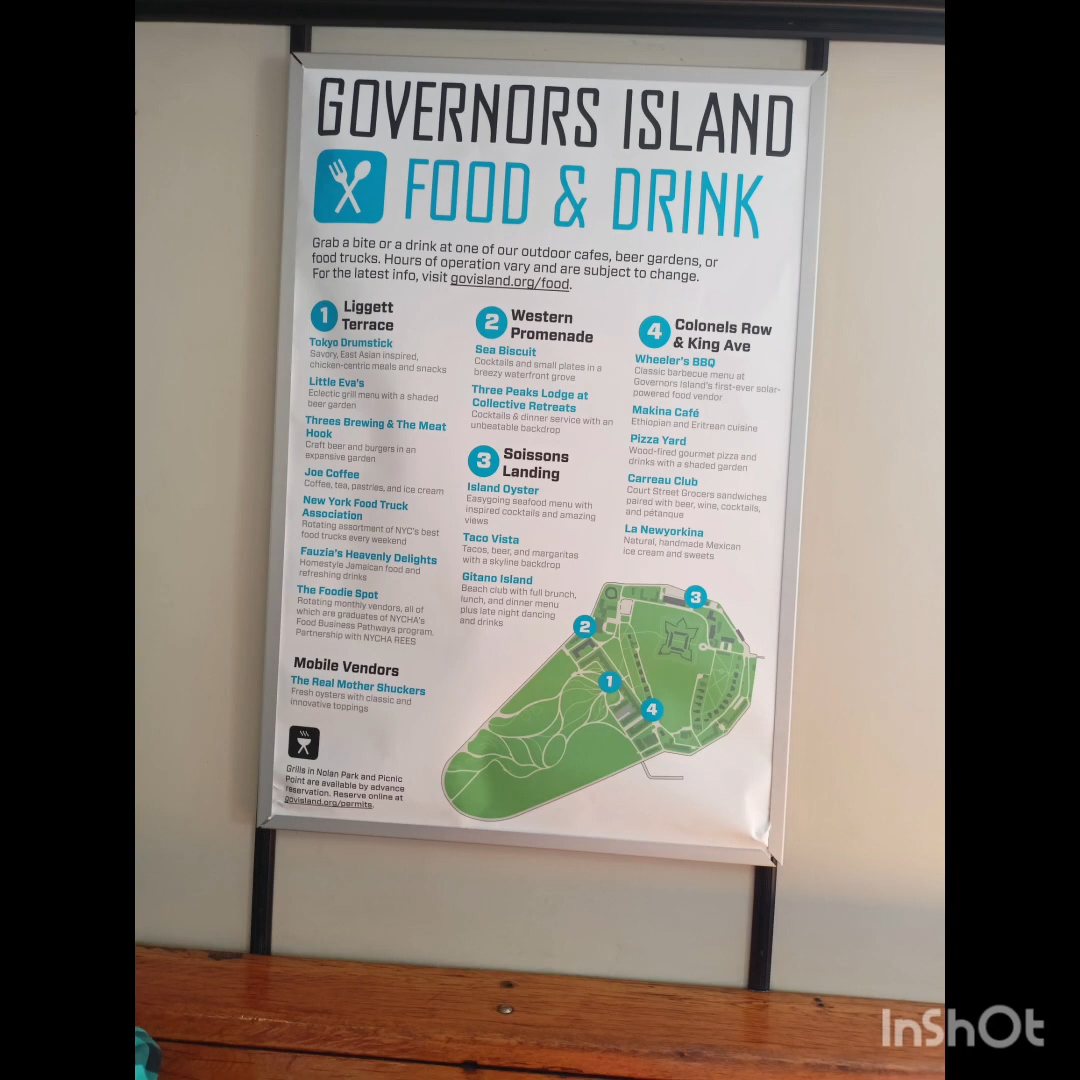 GOVERNORS ISLAND
FOOD & DRINK
Grab a bite or a drink at one of our outdoor cafes, beer gardens, or
food trucks. Hours of operation vary and are subject to change.
For the latest info, visit govisland.org/food.
1 Liggett
Terrace
Tokyo Drumstick
Savory, East Asian inspired,
chicken-centric meals and snacks
Little Eva's
Eclectic grill menu with a shaded
beer garden
Threes Brewing & The Meat
Hook
Craft beer and burgers in an
expansive garden
Joe Coffee
Coffee, tea, pastries, and ice cream
New York Food Truck
Association
Rotating assortment of NYC's best
food trucks every weekend
Fauzia's Heavenly Delights
Homestyle Jamaican food and
refreshing drinks
The Foodie Spot
Rotating monthly vendors, all of
which are graduates of NYCHA's
Food Business Pathways program.
Partnership with NYCHA REES
Mobile Vendors
The Real Mother Shuckers
Fresh oysters with classic and
innovative toppings
Grills in Nolan Park and Picnic
Point are available by advance
reservation. Reserve online at
govisland.org/permits.
2 Western
Promenade
Sea Biscuit
Cocktails and small plates in a
breezy waterfront grove
Three Peaks Lodge at
Collective Retreats
Cocktails & dinner service with an
unbeatable backdrop
3 Soissons
Landing
Island Oyster
Easygoing seafood menu with
inspired cocktails and amazing
views
Taco Vista
Tacos, beer, and margaritas
with a skyline backdrop
Gitano Island
Beach club with full brunch,
lunch, and dinner menu
plus late night dancing
and drinks
4 Colonels Row
& King Ave
Wheeler's BBQ
Classic barbecue menu at
Governors Island's first-ever solar-
powered food vendor
Makina Café
Ethiopian and Eritrean cuisine
Pizza Yard
Wood-fired gourmet pizza and
drinks with a shaded garden
Carreau Club
Court Street Grocers sandwiches
paired with beer, wine, cocktails,
and pétanque
La Newyorkina
Natural, handmade Mexican
ice cream and sweets
3
2
1
4
InShOt